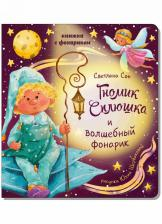 книжка с фонариком
Светлана Сон
Гномик
Сплюшка
и
волшебный
фонарик